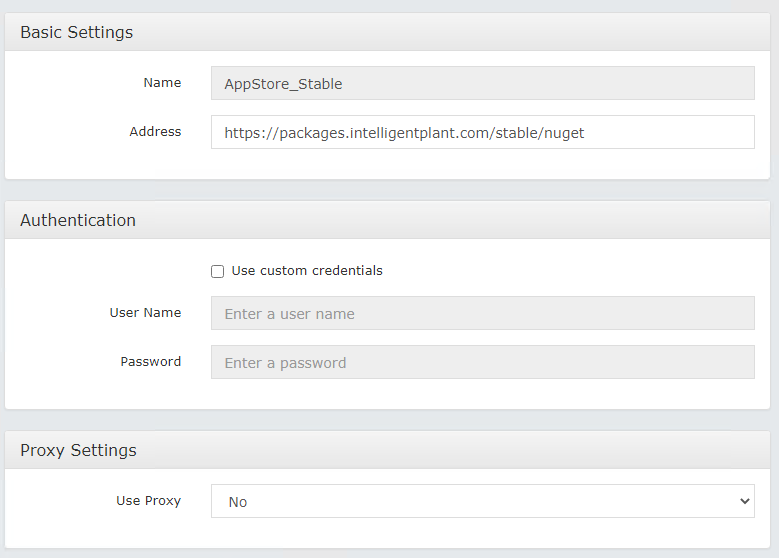 Basic Settings
Name AppStore_Stable
Address https://packages.intelligentplant.com/stable/nuget
Authentication
Use custom credentials
User Name Enter a user name
Password Enter a password
Proxy Settings
Use Proxy No